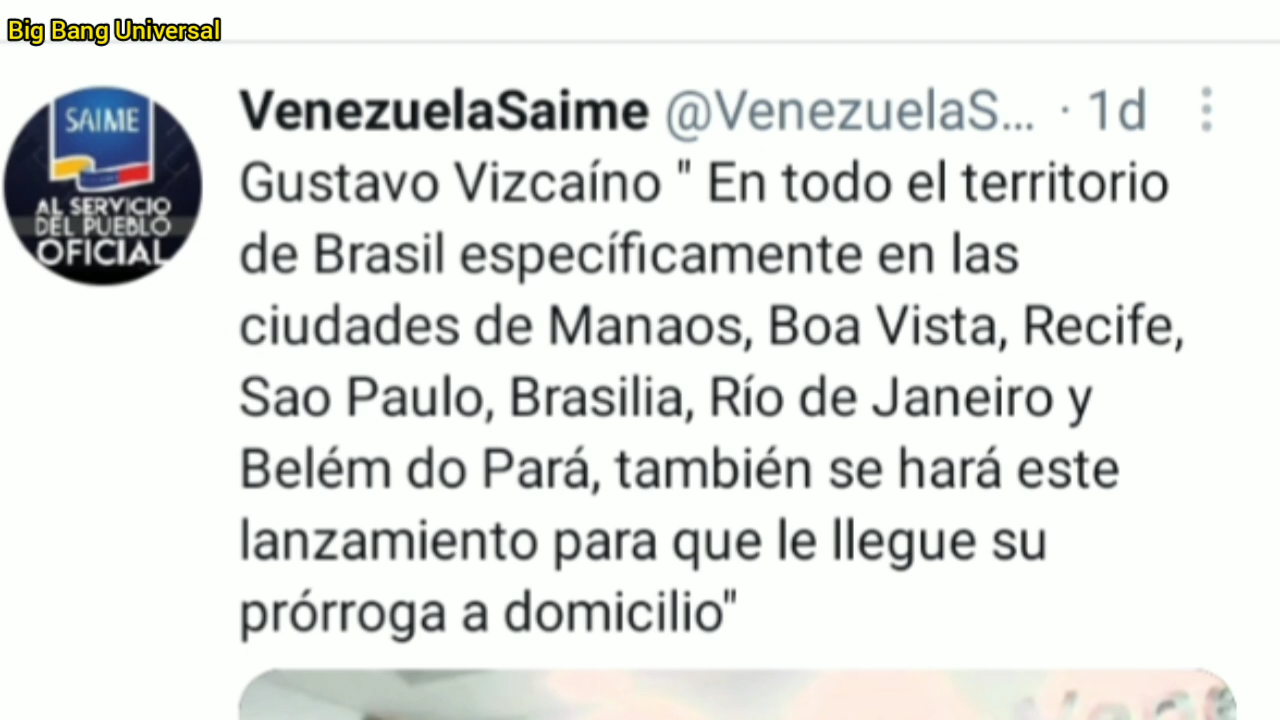 Big Bang Universal
VenezuelaSaime @VenezuelaS... · 1d
SAIME
AL SERVICIO
DEL PUEBLO
OFICIAL
Gustavo Vizcaíno " En todo el territorio
de Brasil específicamente en las
ciudades de Manaos, Boa Vista, Recife,
Sao Paulo, Brasilia, Río de Janeiro y
Belém do Pará, también se hará este
lanzamiento para que le llegue su
prórroga a domicilio"